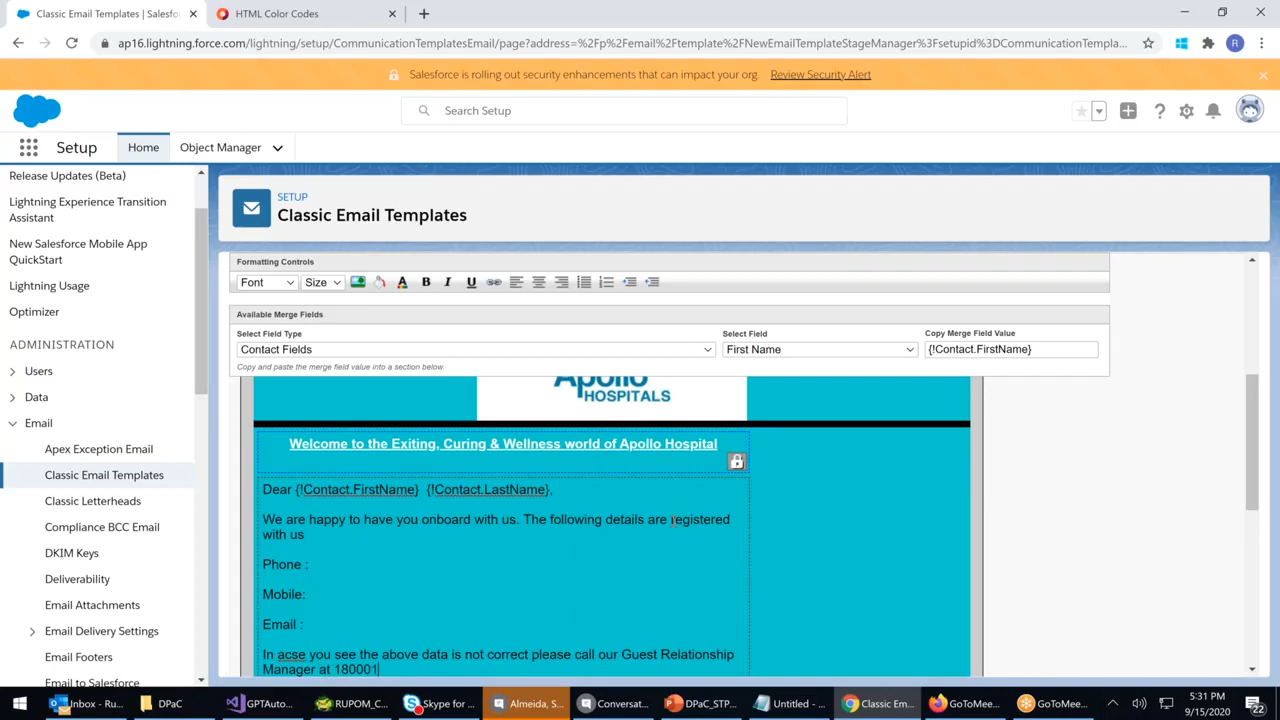 Classic Email Templates | Salesfo
HTML Color Codes
ap16.lightning.force.com/lightning/setup/CommunicationTemplatesEmail/page?address=%2Fp%2Femail%2Ftemplate%2FNewEmailTemplateStageManager%3Fsetupid%3DCommunicationTempla...
R
Salesforce is rolling out security enhancements that can impact your org. Review Security Alert
Search Setup
Setup
Home
Object Manager
Release Updates (Beta)
Lightning Experience Transition
Assistant
New Salesforce Mobile App
QuickStart
Lightning Usage
Optimizer
ADMINISTRATION
Users
Data
Email
Apex Exception Email
Classic Email Templates
Classic Letterheads
Compliance BCC Email
DKIM Keys
Deliverability
Email Attachments
Email Delivery Settings
Email Footers
Email to Salesforce
SETUP
Classic Email Templates
Formatting Controls
Font
Size
A B I U
Available Merge Fields
Select Field Type
Select Field
Copy Merge Field Value
Contact Fields
First Name
{!Contact.FirstName}
Copy and paste the merge field value into a section below.
Apollo
HOSPITALS
Welcome to the Exiting, Curing & Wellness world of Apollo Hospital
Dear {!Contact.FirstName} {!Contact.LastName},
We are happy to have you onboard with us. The following details are registered
with us
Phone :
Mobile:
Email :
In acse you see the above data is not correct please call our Guest Relationship
Manager at 180001
Inbox - Ru...
DPaC
GPTAuto...
RUPOM_C...
Skype for ...
Almeida, S...
Conversat...
DPaC_STP...
Untitled - ...
Classic Em...
GoToMee...
GoToMee...
5:31 PM
9/15/2020
22